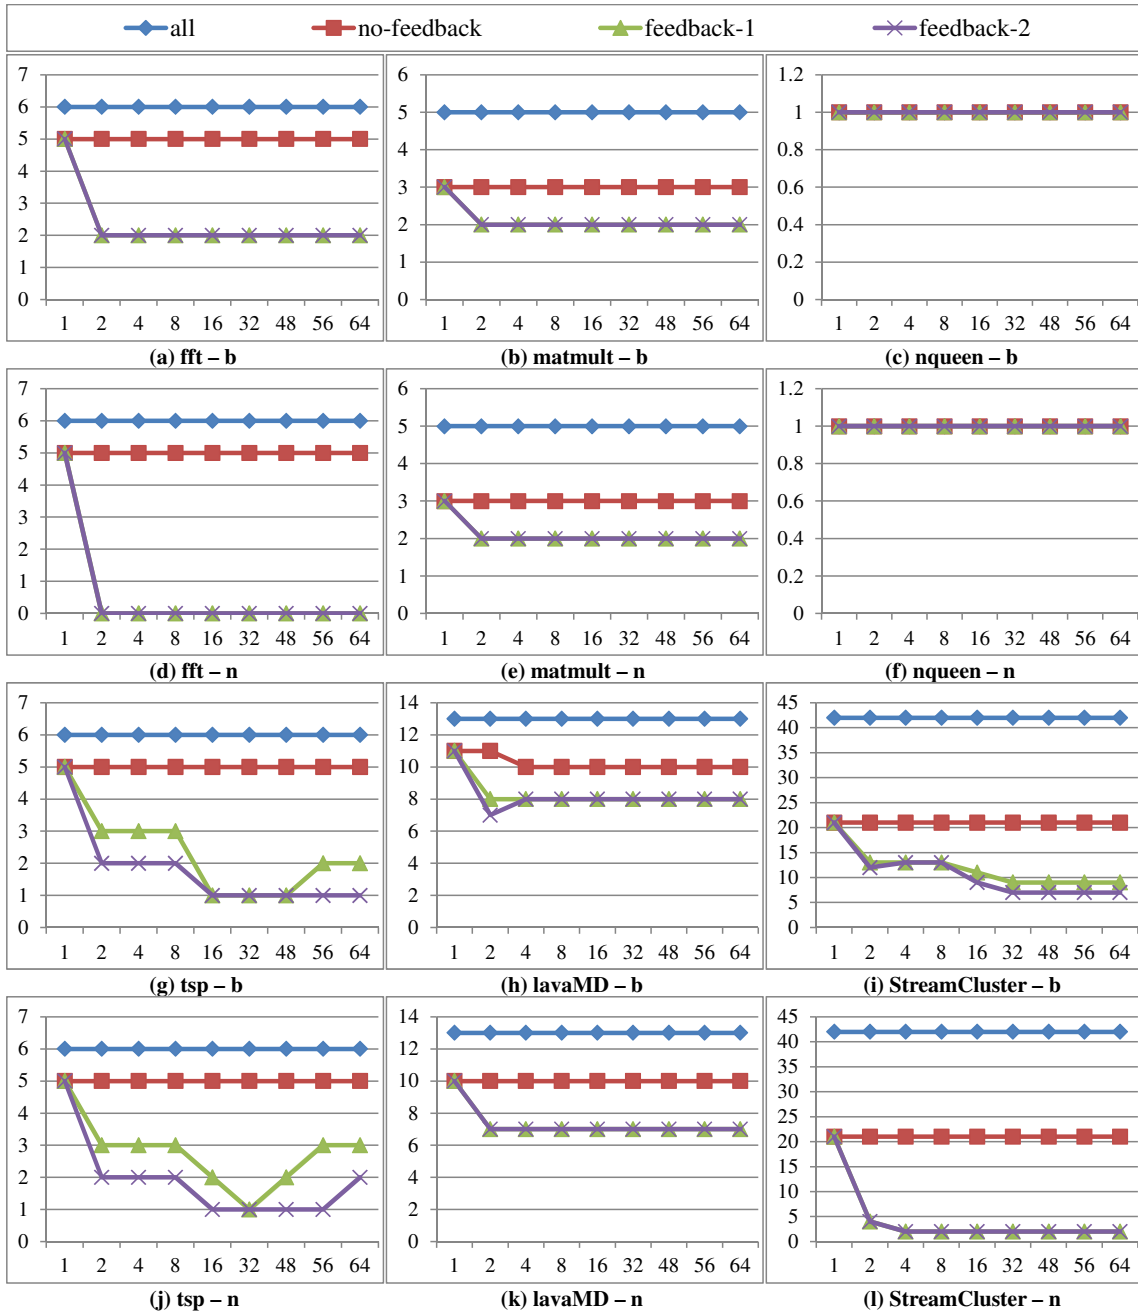 all no-feedback feedback-1 feedback-2
7 6 5 4 3 2 1 0
1 2 4 8 16 32 48 56 64
(a) fft – b
6 5 4 3 2 1 0
1 2 4 8 16 32 48 56 64
(b) matmult – b
1.2 1 0.8 0.6 0.4 0.2 0
1 2 4 8 16 32 48 56 64
(c) nqueen – b
7 6 5 4 3 2 1 0
1 2 4 8 16 32 48 56 64
(d) fft – n
6 5 4 3 2 1 0
1 2 4 8 16 32 48 56 64
(e) matmult – n
1.2 1 0.8 0.6 0.4 0.2 0
1 2 4 8 16 32 48 56 64
(f) nqueen – n
7 6 5 4 3 2 1 0
1 2 4 8 16 32 48 56 64
(g) tsp – b
14 12 10 8 6 4 2 0
1 2 4 8 16 32 48 56 64
(h) lavaMD – b
45 40 35 30 25 20 15 10 5 0
1 2 4 8 16 32 48 56 64
(i) StreamCluster – b
7 6 5 4 3 2 1 0
1 2 4 8 16 32 48 56 64
(j) tsp – n
14 12 10 8 6 4 2 0
1 2 4 8 16 32 48 56 64
(k) lavaMD – n
45 40 35 30 25 20 15 10 5 0
1 2 4 8 16 32 48 56 64
(l) StreamCluster – n